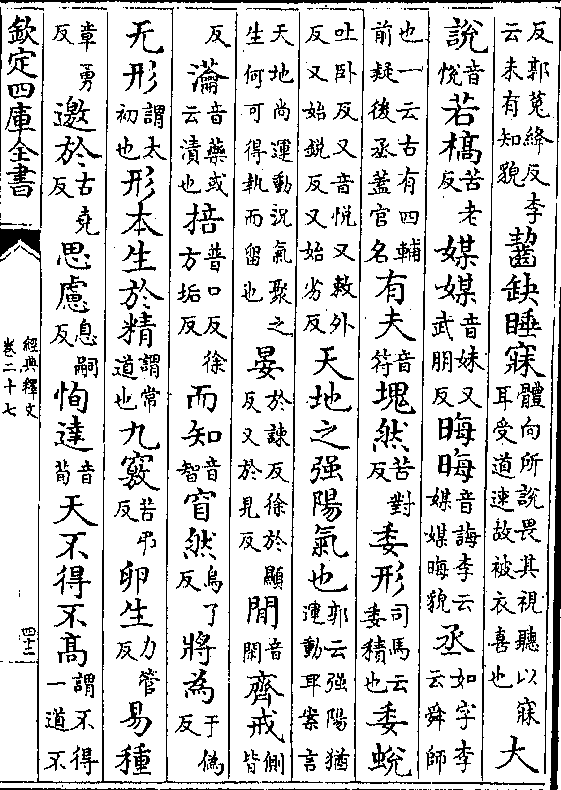 反郭莵絳反李云未有知貌齧缺睡寐體向所說畏其視聽以寐耳受道速故被衣喜也大
說音悅若槁苦老反媒媒音妹又武朋反晦晦音誨李云媒媒晦貌丞如字李云舜師
也一云古有四輔前疑後丞蓋官名有夫音符塊然苦對反委形司馬云委積也委蛻
吐卧反又音悅又敕外反又始銳反又始劣反天地之强陽氣也郭云强陽猶運動耳案言
天地尚運動況氣聚之生何可得執而留也晏於諫反徐於顯反又於見反閒音閑齊戒側皆
反瀹音藥或云漬也掊普口反徐方垢反而知音智窅然烏了反將為于偽反
无形謂太初也形本生於精謂常道也九竅苦弔反卵生力管反易種
章勇反邀於古堯反思慮息嗣反恂達音荀天不得不髙謂不得一道不
欽定四庫全書
經典釋文
卷二十七
四十二